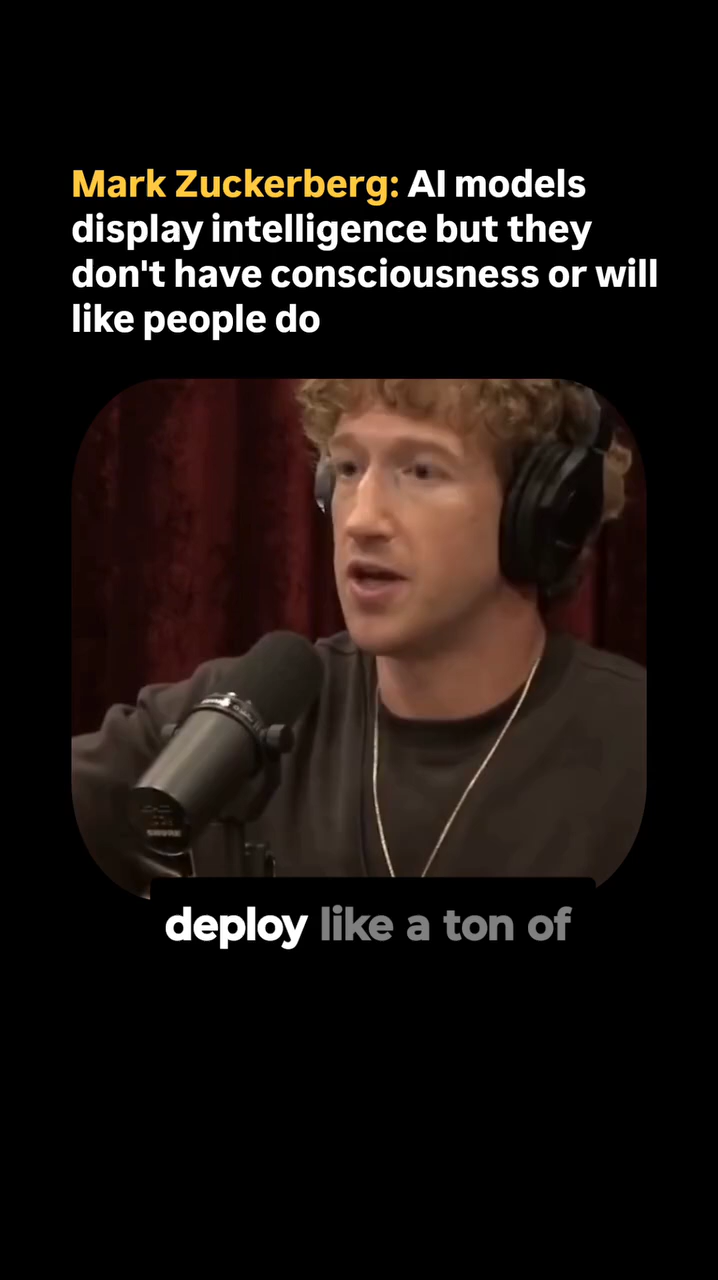 Mark Zuckerberg: AI models
display intelligence but they
don't have consciousness or will
like people do
deploy like a ton of